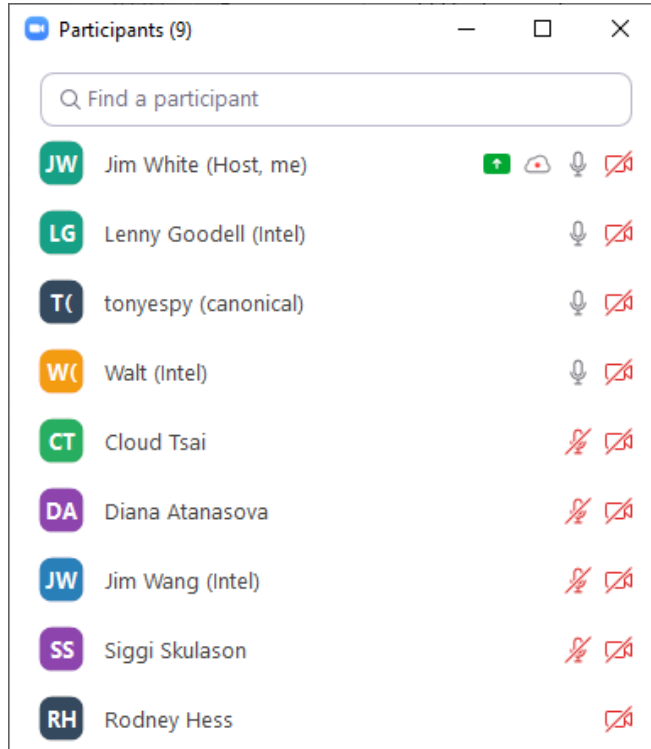 Participants (9)
Find a participant
JW Jim White (Host, me)
LG Lenny Goodell (Intel)
T( tonyespy (canonical)
W( Walt (Intel)
CT Cloud Tsai
DA Diana Atanasova
JW Jim Wang (Intel)
SS Siggi Skulason
RH Rodney Hess